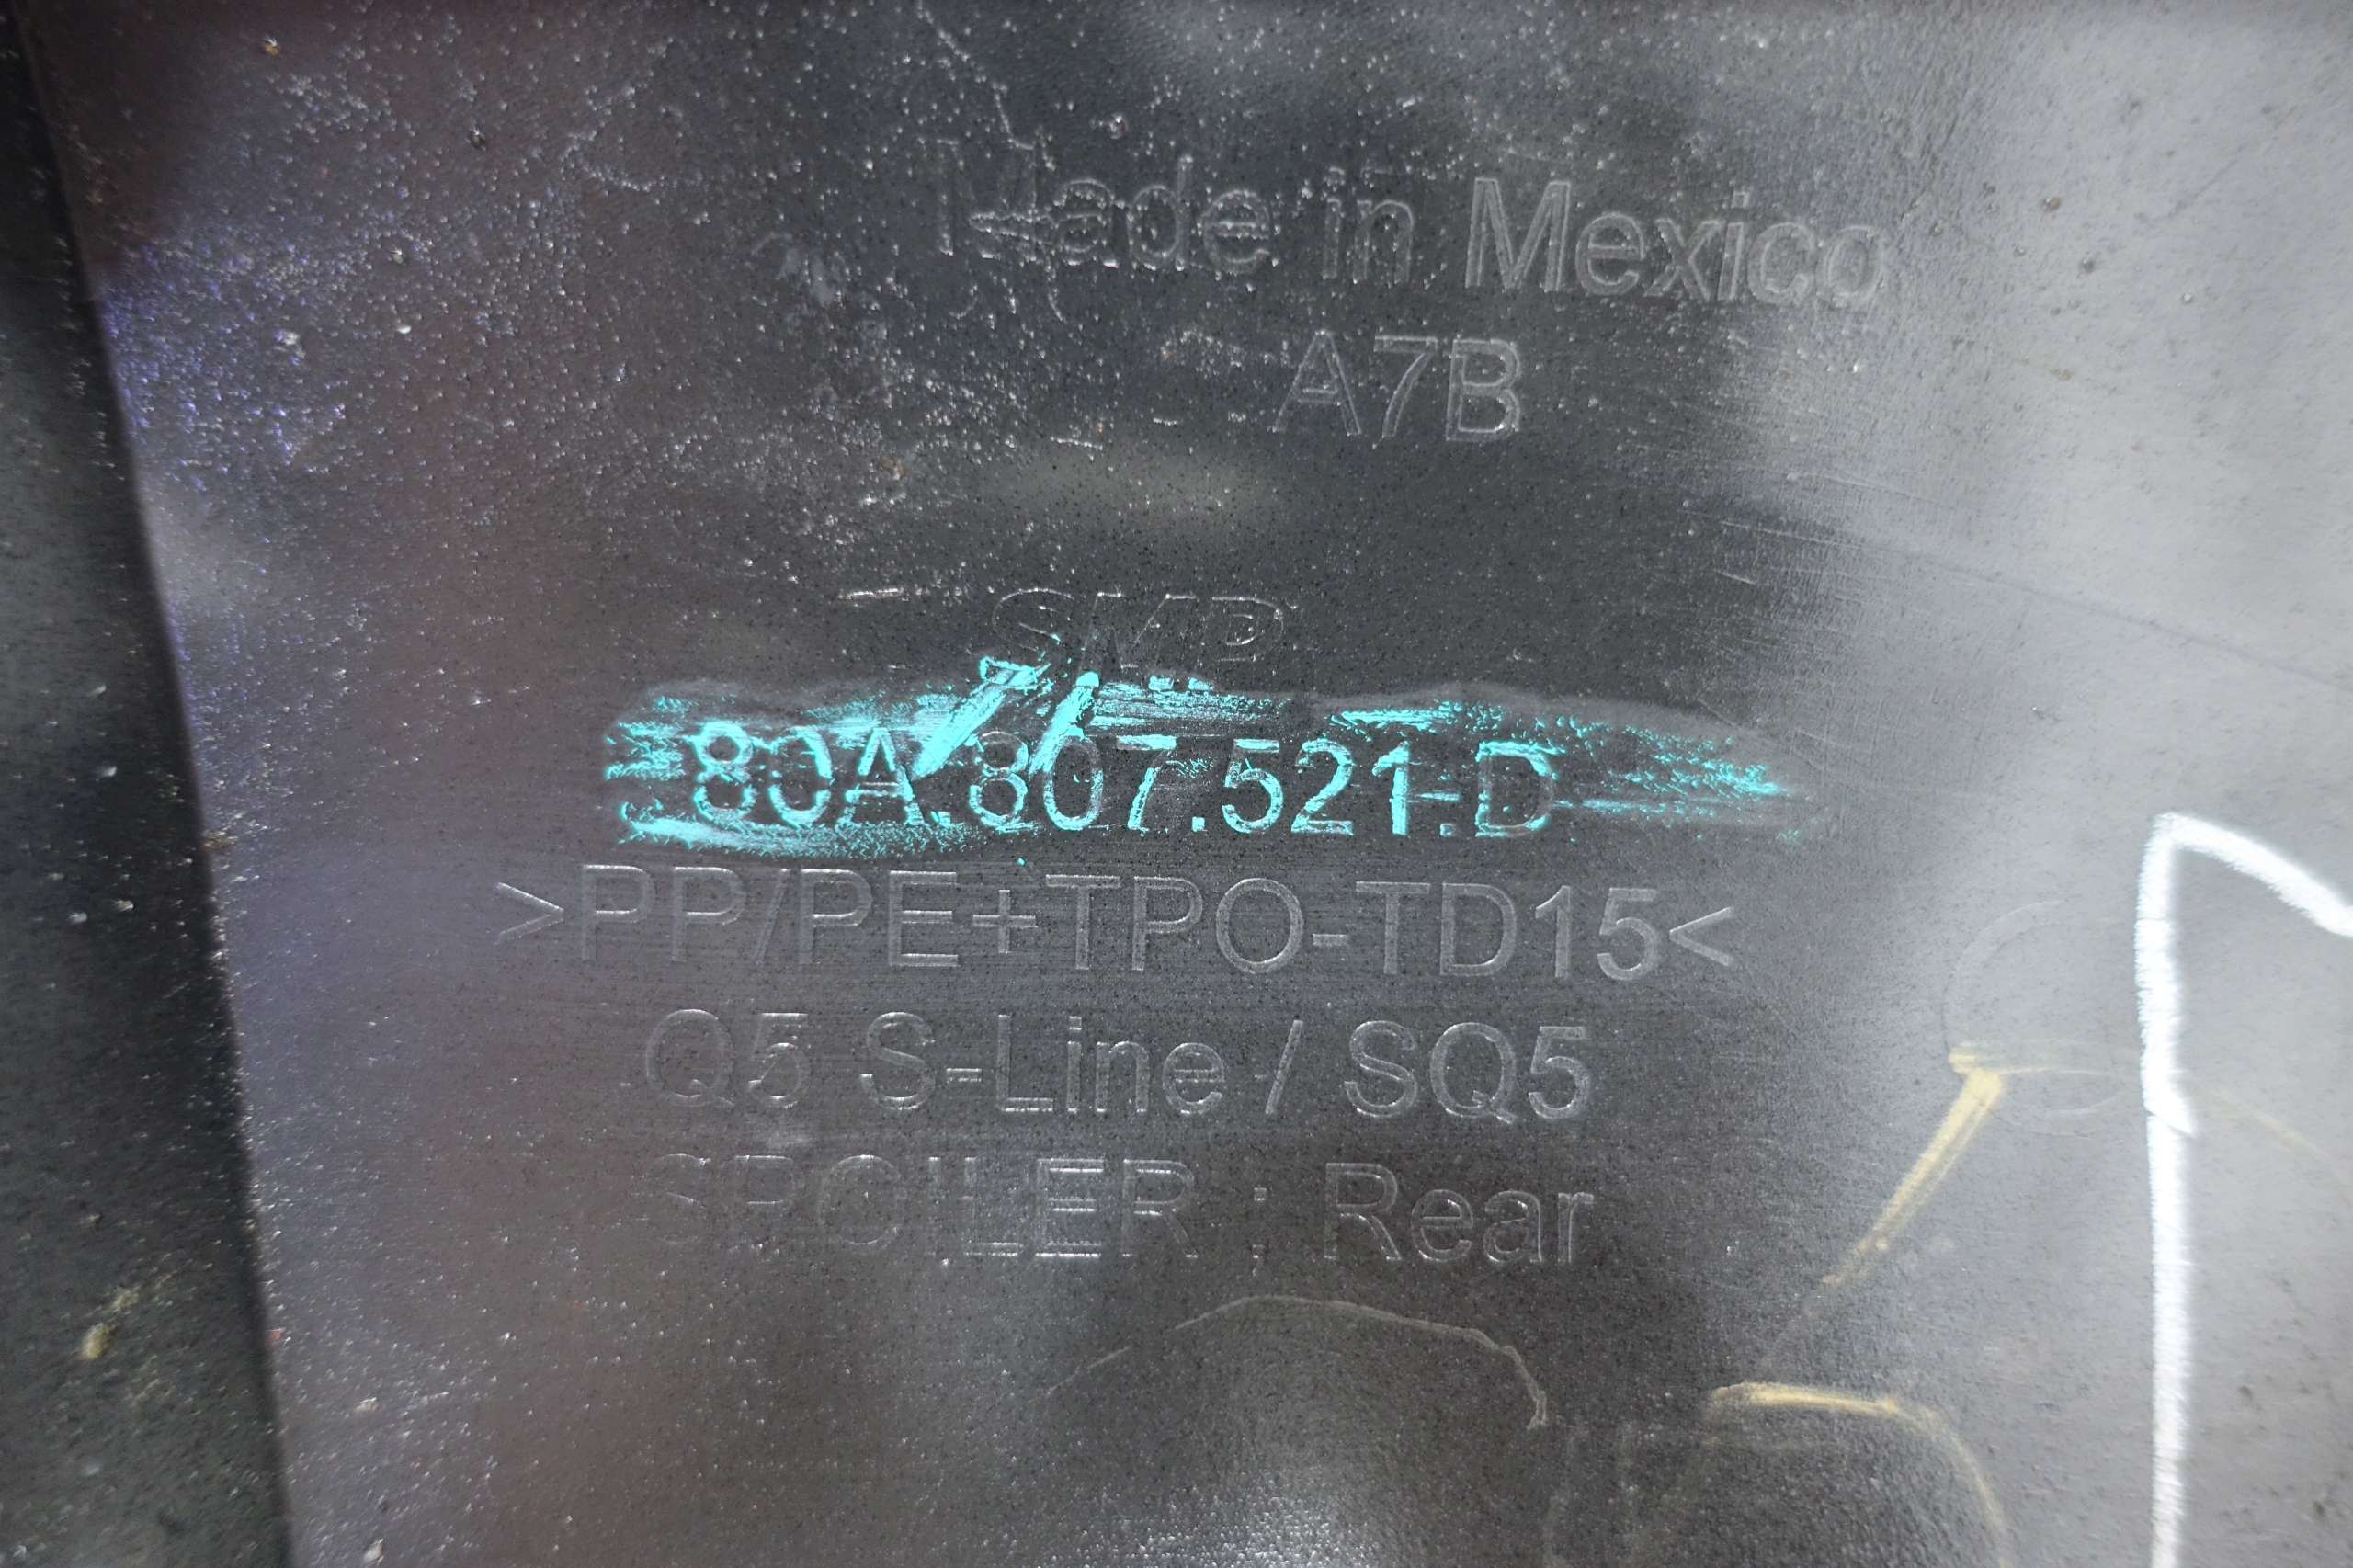 Made in Mexico
A7B
SMP
80A.807.521.D
>PP/PE+TPO-TD15<
Q5 S-Line / SQ5
SPOILER : Rear